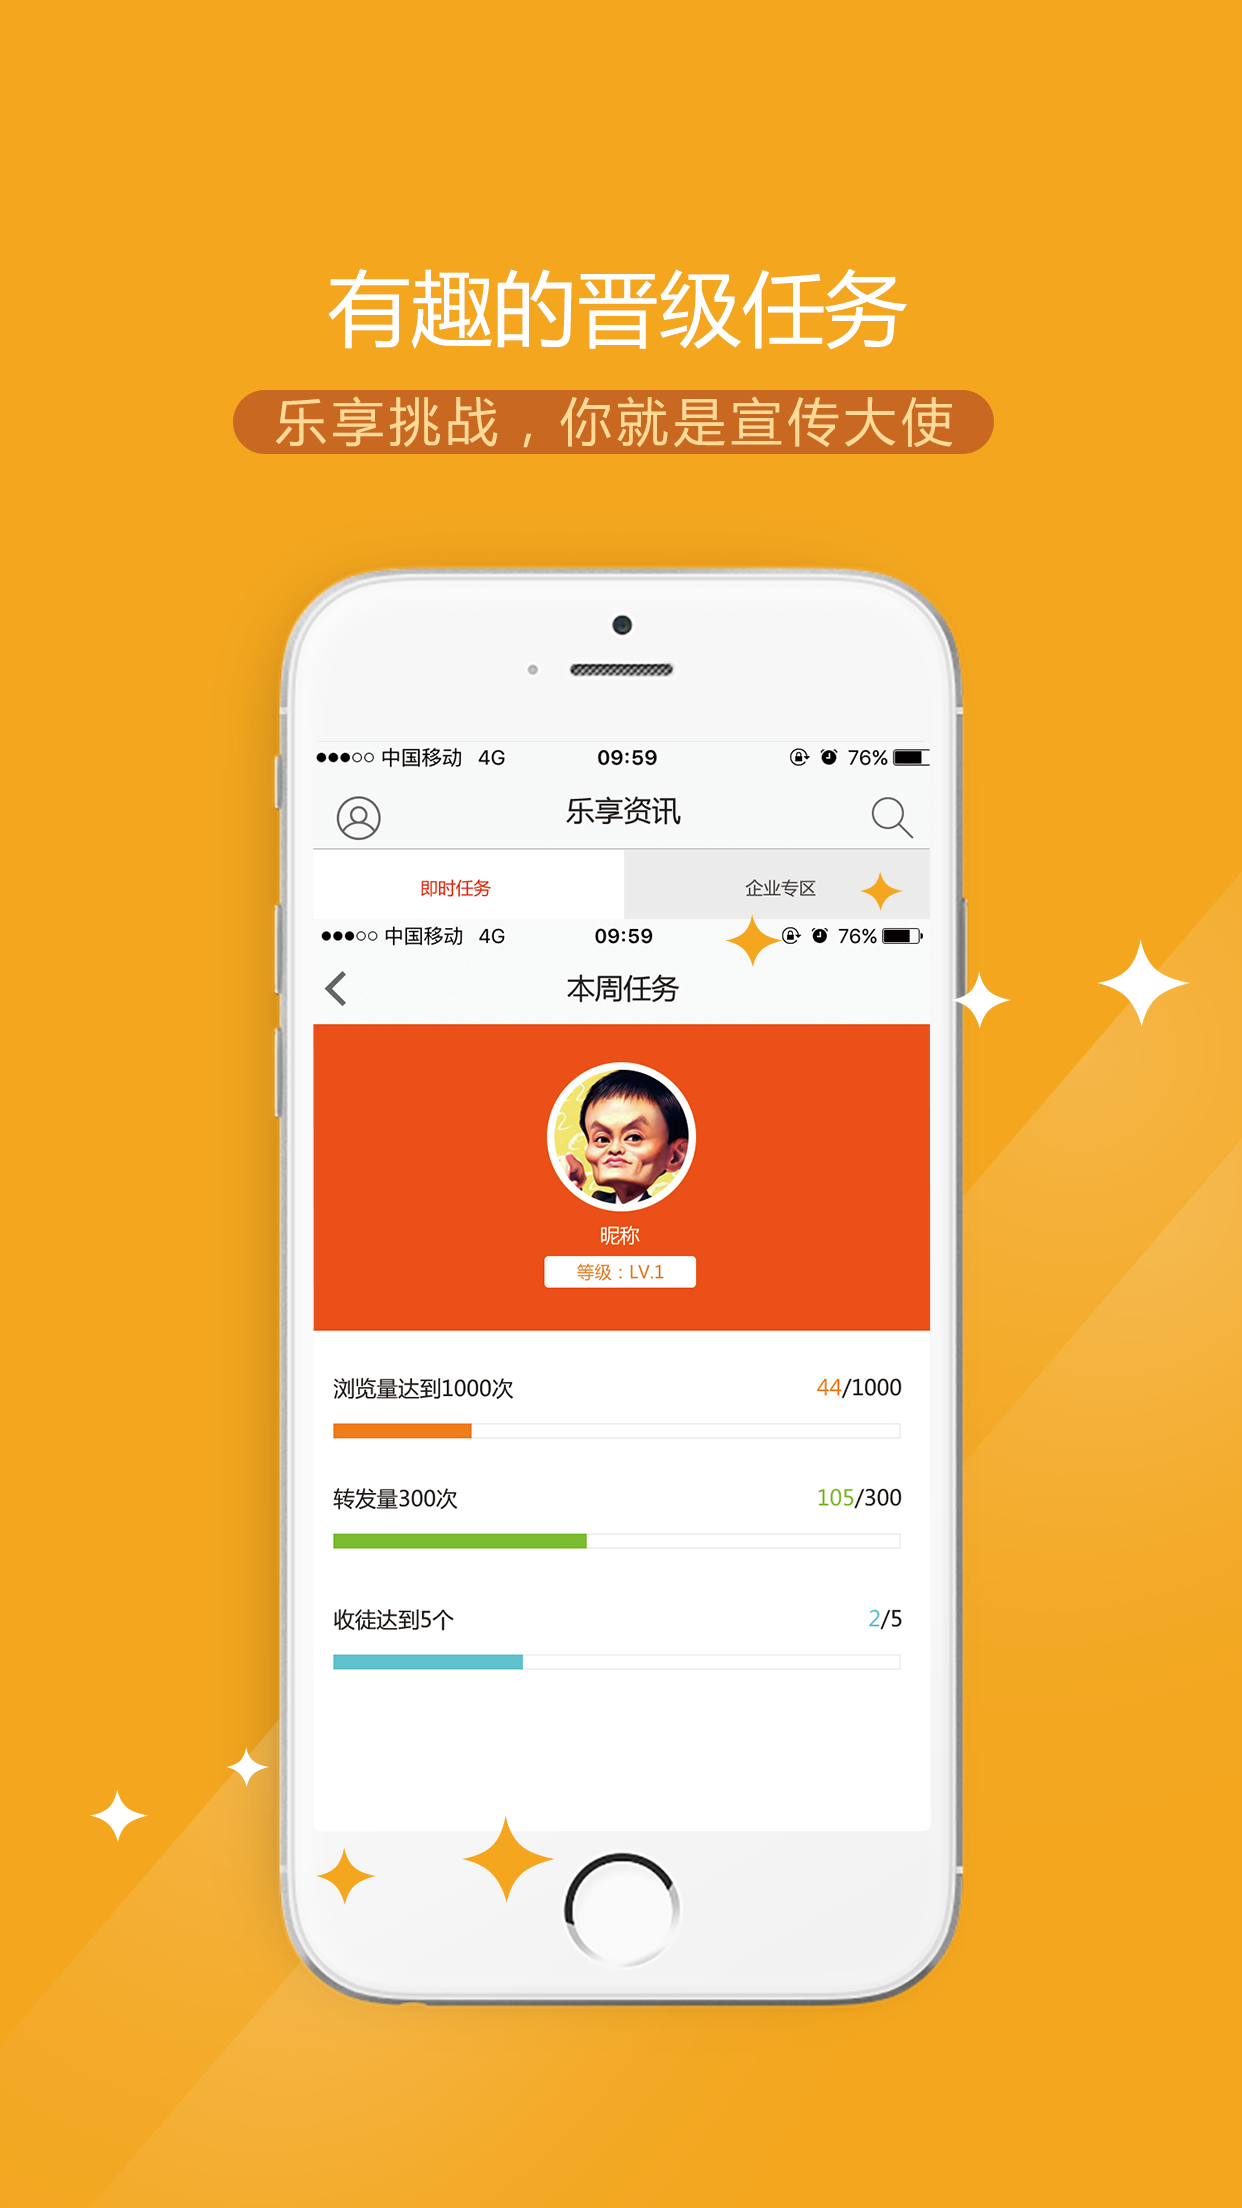 有趣的晋级任务
乐享挑战，你就是宣传大使
中国移动 4G 09:59 76%
乐享资讯
即时任务 企业专区
中国移动 4G 09:59 76%
本周任务
昵称
等级：LV.1
浏览量达到1000次 44/1000
转发量300次 105/300
收徒达到5个 2/5